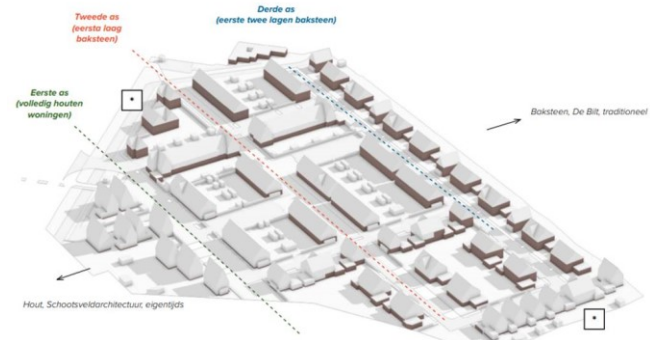 Derde as
(eerste twee lagen baksteen)
Tweede as
(eersta laag
baksteen)
Eerste as
(volledig houten
woningen)
Baksteen, De Bilt, traditioneel
Hout, Schootsveldarchitectuur, eigentijds